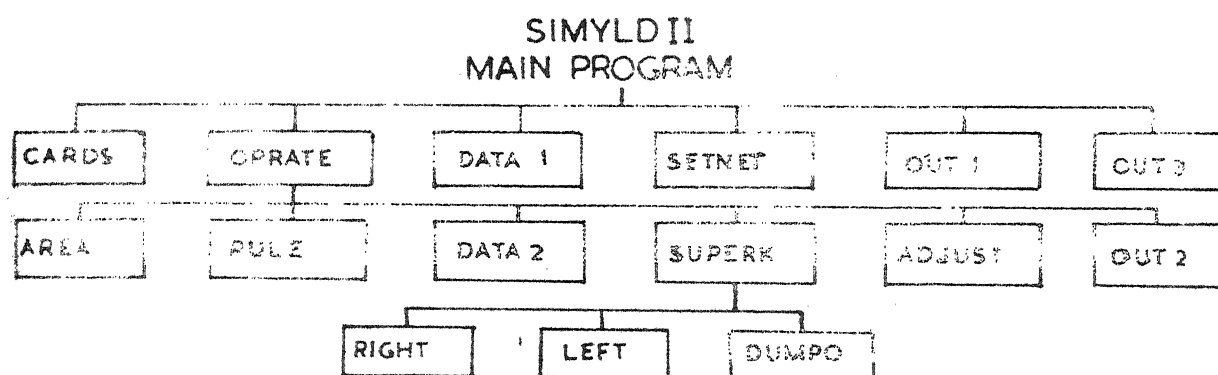 SIMYLD II
MAIN PROGRAM
CARDS OPRATE DATA 1 SETNET OUT 1 OUT 3
AREA RULE DATA 2 SUPERK ADJUST OUT 2
RIGHT LEFT DUMPO